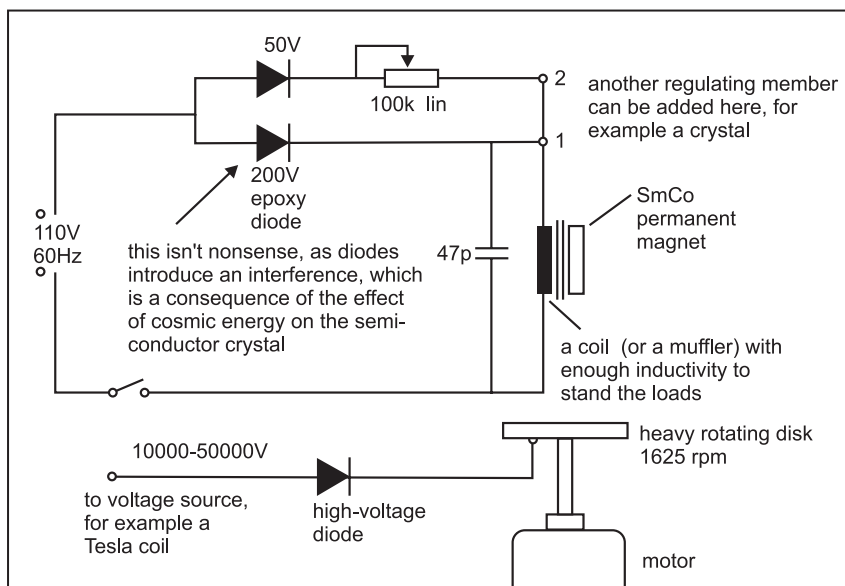 50V
100k lin
2
another regulating member
can be added here, for
example a crystal
1
200V
epoxy
diode
SmCo
permanent
magnet
110V
60Hz
this isn't nonsense, as diodes
introduce an interference, which
is a consequence of the effect
of cosmic energy on the semi-
conductor crystal
47p
a coil (or a muffler) with
enough inductivity to
stand the loads
10000-50000V
heavy rotating disk
1625 rpm
to voltage source,
for example a
Tesla coil
high-voltage
diode
motor